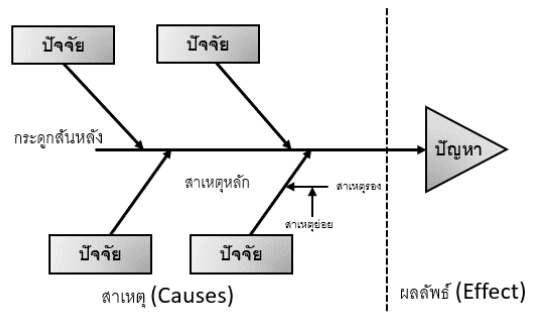 ปัจจัย
ปัจจัย
กระดูกสันหลัง
ปัญหา
สาเหตุหลัก
สาเหตุรอง
สาเหตุย่อย
ปัจจัย
ปัจจัย
สาเหตุ (Causes)
ผลลัพธ์ (Effect)